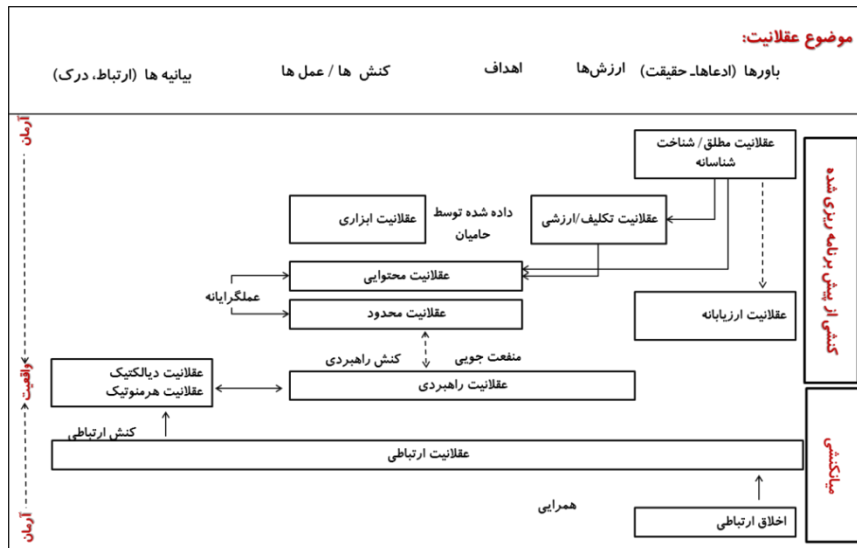 موضوع عقلانیت:
باورها (ادعاها- حقیقت)
ارزش‌ها
اهداف
کنش ها / عمل ها
بیانیه ها (ارتباط، درک)
آرمان
کنشی از پیش برنامه ریزی شده
عقلانیت مطلق/ شناخت
شناسانه
عقلانیت تکلیف/ارزشی
داده شده توسط
حامیان
عقلانیت ابزاری
عقلانیت محتوایی
عملگرایانه
عقلانیت محدود
عقلانیت ارزیابانه
منفعت جویی
کنش راهبردی
عقلانیت راهبردی
عقلانیت دیالکتیک
عقلانیت هرمنوتیک
واقعیت
میانکنشی
کنش ارتباطی
عقلانیت ارتباطی
همرایی
اخلاق ارتباطی
آرمان